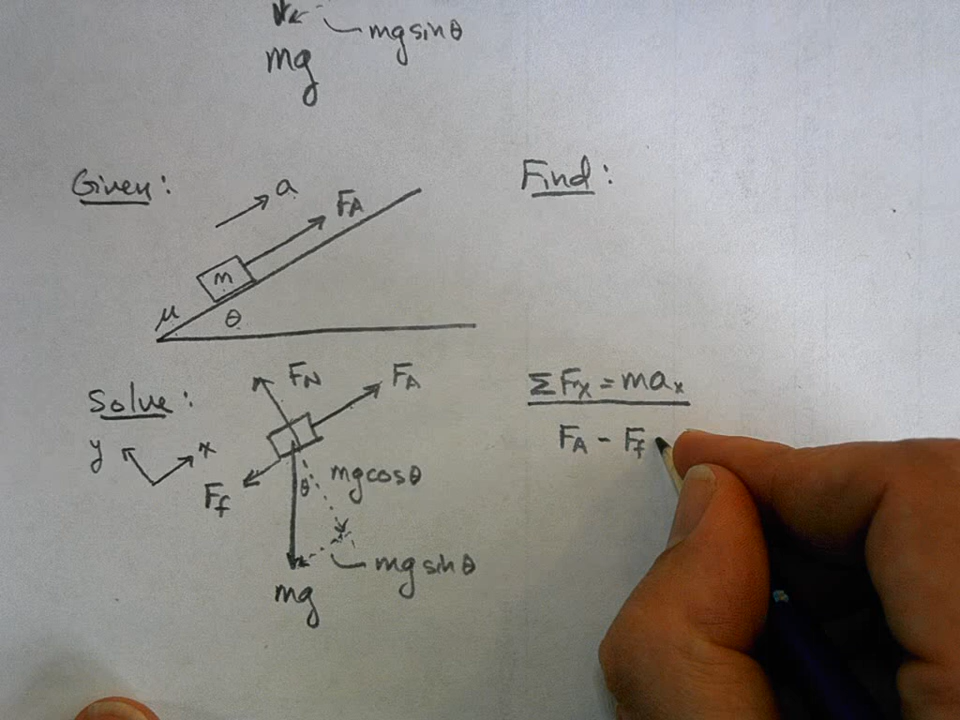 mg sinθ
mg
Given:
Find:
a
F_A
m
μ
θ
Solve:
F_N
F_A
ΣF_x = ma_x
y
x
F_A - F_f
F_f
θ
mg cosθ
mg sinθ
mg